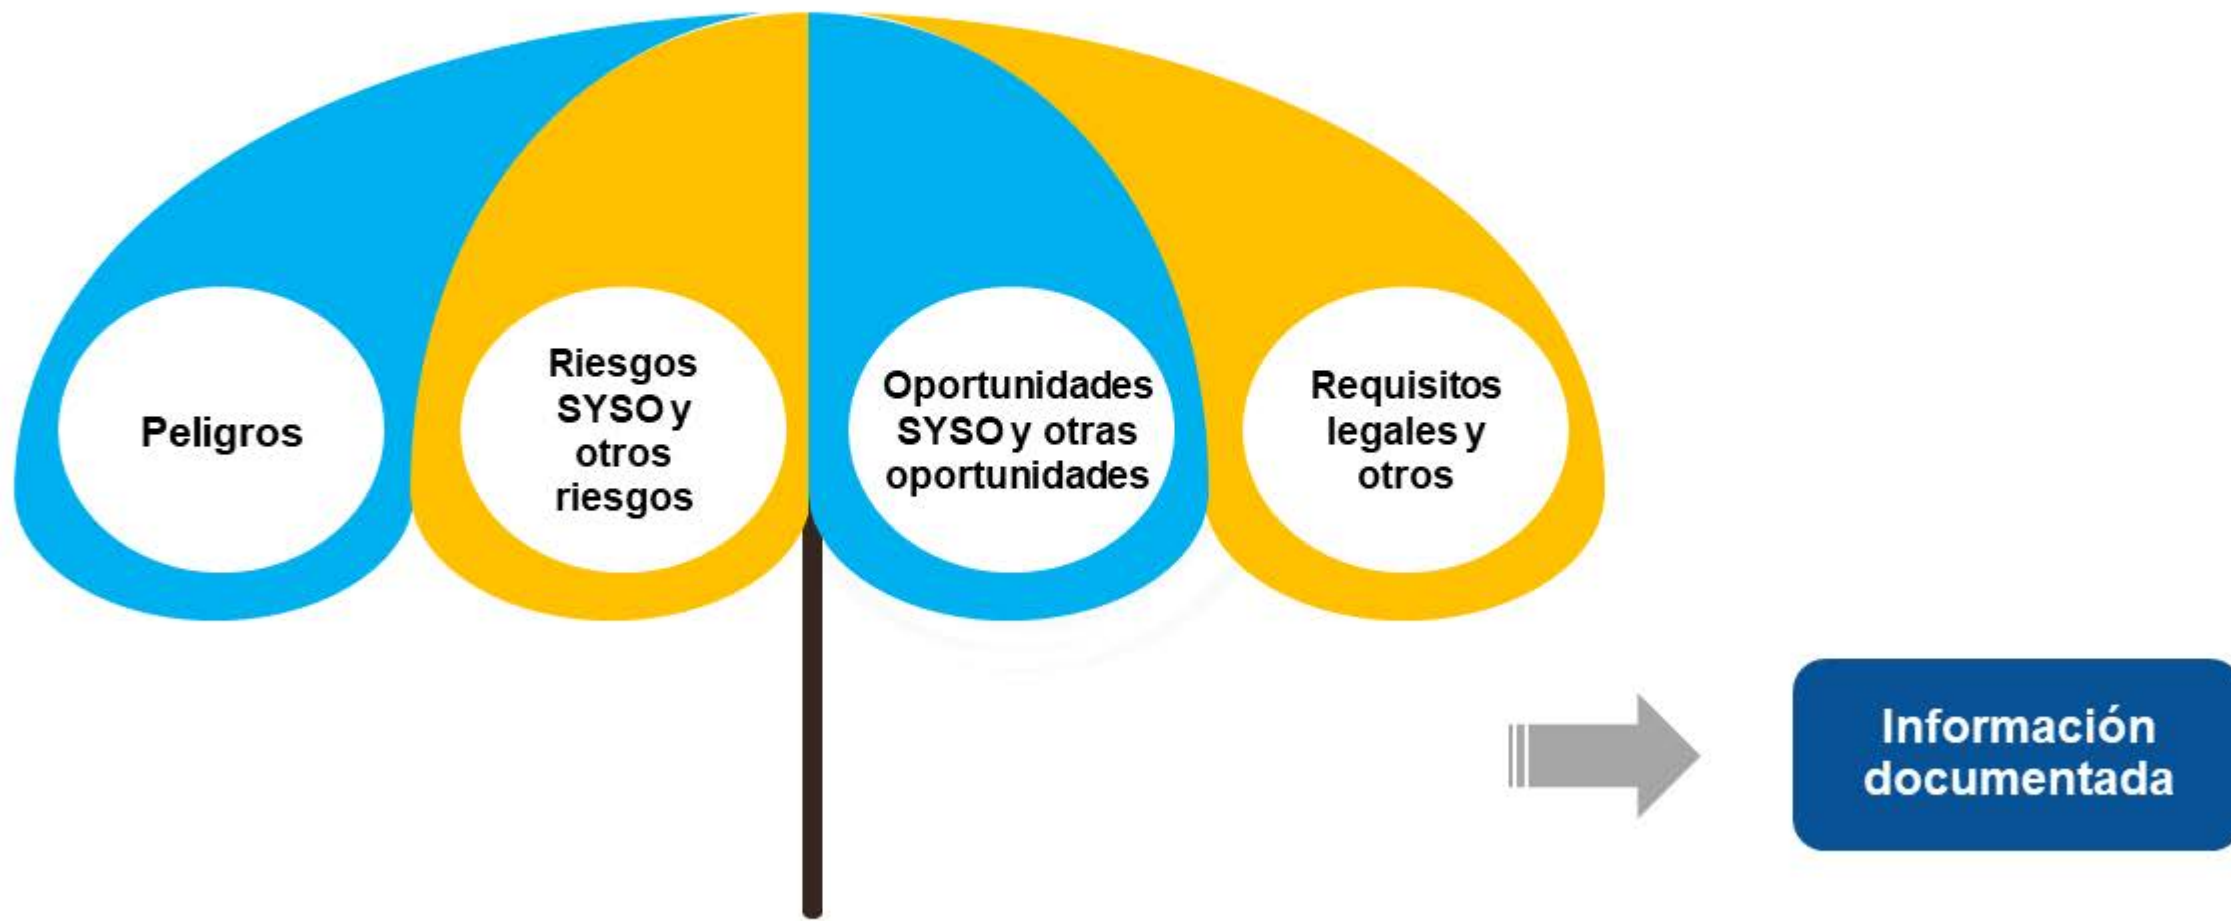 Peligros
Riesgos
SYSO y
otros
riesgos
Oportunidades
SYSO y otras
oportunidades
Requisitos
legales y
otros
Información
documentada